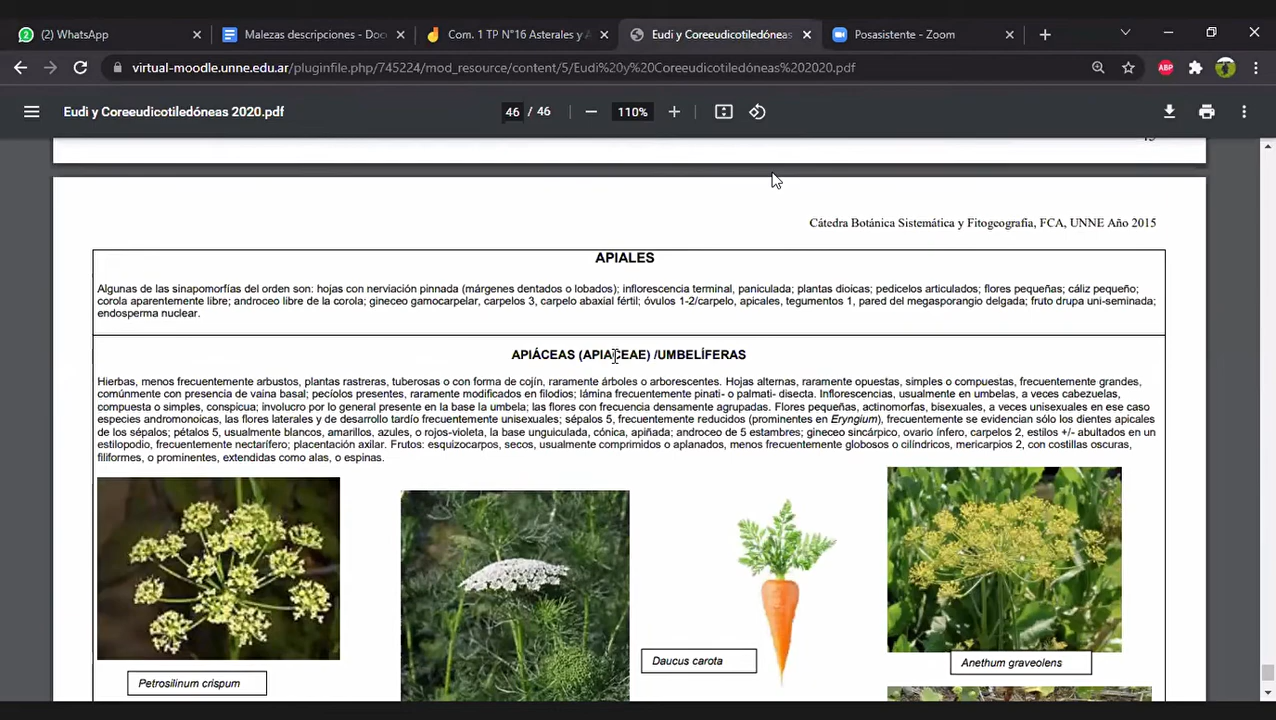 (2) WhatsApp
Malezas descripciones - Doc
Com. 1 TP N°16 Asterales y A
Eudi y Coreeudicotiledóneas
Posasistente - Zoom
virtual-moodle.unne.edu.ar/pluginfile.php/745224/mod_resource/content/5/Eudi%20y%20Coreeudicotiledóneas%202020.pdf
Eudi y Coreeudicotiledóneas 2020.pdf
46 / 46
110%
Cátedra Botánica Sistemática y Fitogeografia, FCA, UNNE Año 2015
APIALES
Algunas de las sinapomorfías del orden son: hojas con nerviación pinnada (márgenes dentados o lobados); inflorescencia terminal, paniculada; plantas dioicas; pedicelos articulados; flores pequeñas; cáliz pequeño;
corola aparentemente libre; androceo libre de la corola; gineceo gamocarpelar, carpelos 3, carpelo abaxial fértil; óvulos 1-2/carpelo, apicales, tegumentos 1, pared del megasporangio delgada; fruto drupa uni-seminada;
endosperma nuclear.
APIÁCEAS (APIACEAE) /UMBELÍFERAS
Hierbas, menos frecuentemente arbustos, plantas rastreras, tuberosas o con forma de cojín, raramente árboles o arborescentes. Hojas alternas, raramente opuestas, simples o compuestas, frecuentemente grandes,
comúnmente con presencia de vaina basal; pecíolos presentes, raramente modificados en filodios; lámina frecuentemente pinati- o palmati- disecta. Inflorescencias, usualmente en umbelas, a veces cabezuelas,
compuesta o simples, conspicua; involucro por lo general presente en la base la umbela; las flores con frecuencia densamente agrupadas. Flores pequeñas, actinomorfas, bisexuales, a veces unisexuales en ese caso
especies andromonoicas, las flores laterales y de desarrollo tardío frecuentemente unisexuales; sépalos 5, frecuentemente reducidos (prominentes en Eryngium), frecuentemente se evidencian sólo los dientes apicales
de los sépalos; pétalos 5, usualmente blancos, amarillos, azules, o rojos-violeta, la base unguiculada, cónica, apiñada; androceo de 5 estambres; gineceo sincárpico, ovario ínfero, carpelos 2, estilos +/- abultados en un
estilopodio, frecuentemente nectarífero; placentación axilar. Frutos: esquizocarpos, secos, usualmente comprimidos o aplanados, menos frecuentemente globosos o cilíndricos, mericarpios 2, con costillas oscuras,
filiformes, o prominentes, extendidas como alas, o espinas.
Daucus carota
Anethum graveolens
Petrosilinum crispum